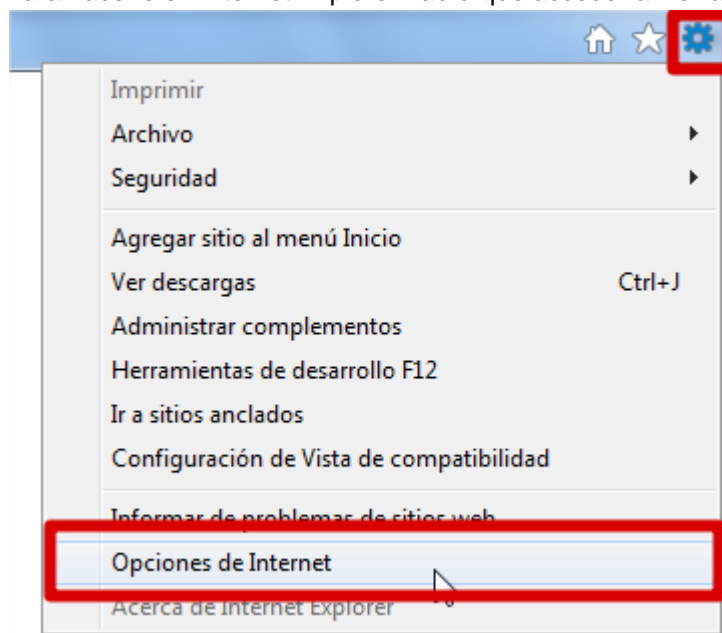 Imprimir
Archivo
Seguridad
Agregar sitio al menú Inicio
Ver descargas Ctrl+J
Administrar complementos
Herramientas de desarrollo F12
Ir a sitios anclados
Configuración de Vista de compatibilidad
Informar de problemas de sitios web
Opciones de Internet
Acerca de Internet Explorer